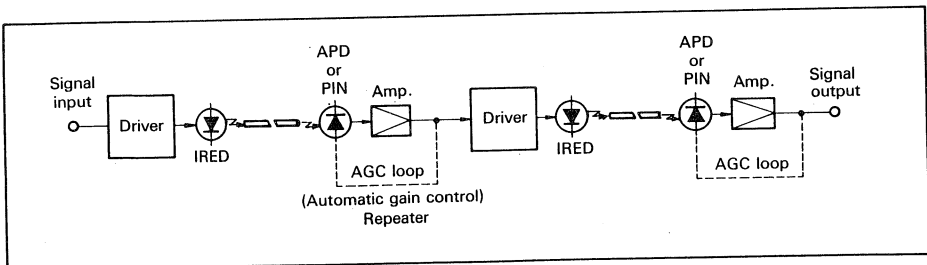 Signal
input
Driver
IRED
APD
or
PIN
Amp.
AGC loop
(Automatic gain control)
Repeater
Driver
IRED
APD
or
PIN
Amp.
AGC loop
Signal
output